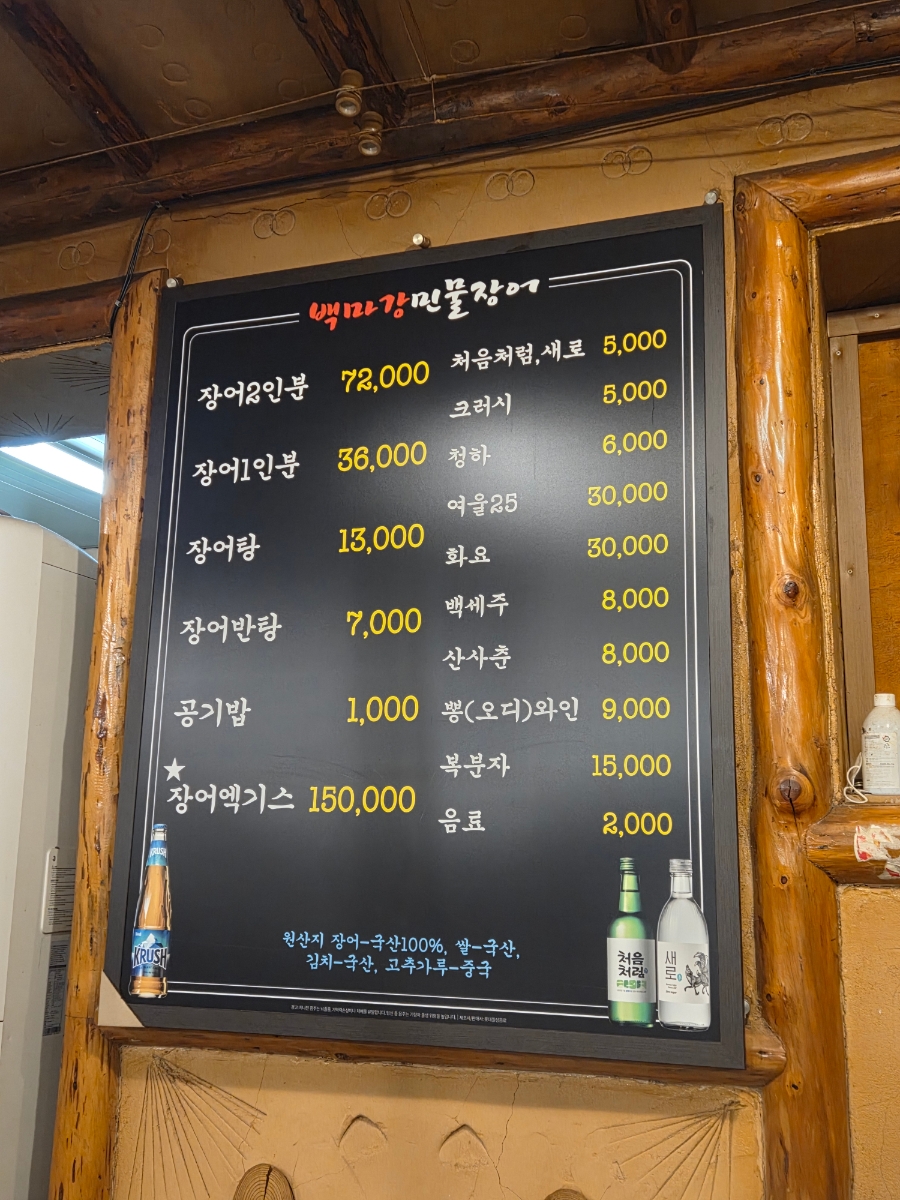 백마강민물장어
장어2인분 72,000
장어1인분 36,000
장어탕 13,000
장어반탕 7,000
공기밥 1,000
★
장어엑기스 150,000
처음처럼,새로 5,000
크러시 5,000
청하 6,000
여울25 30,000
화요 30,000
백세주 8,000
산사춘 8,000
뽕(오디)와인 9,000
복분자 15,000
음료 2,000
원산지 장어-국산100%, 쌀-국산,
김치-국산, 고추가루-중국
KRUSH
KRUSH
처음
처럼
새
로